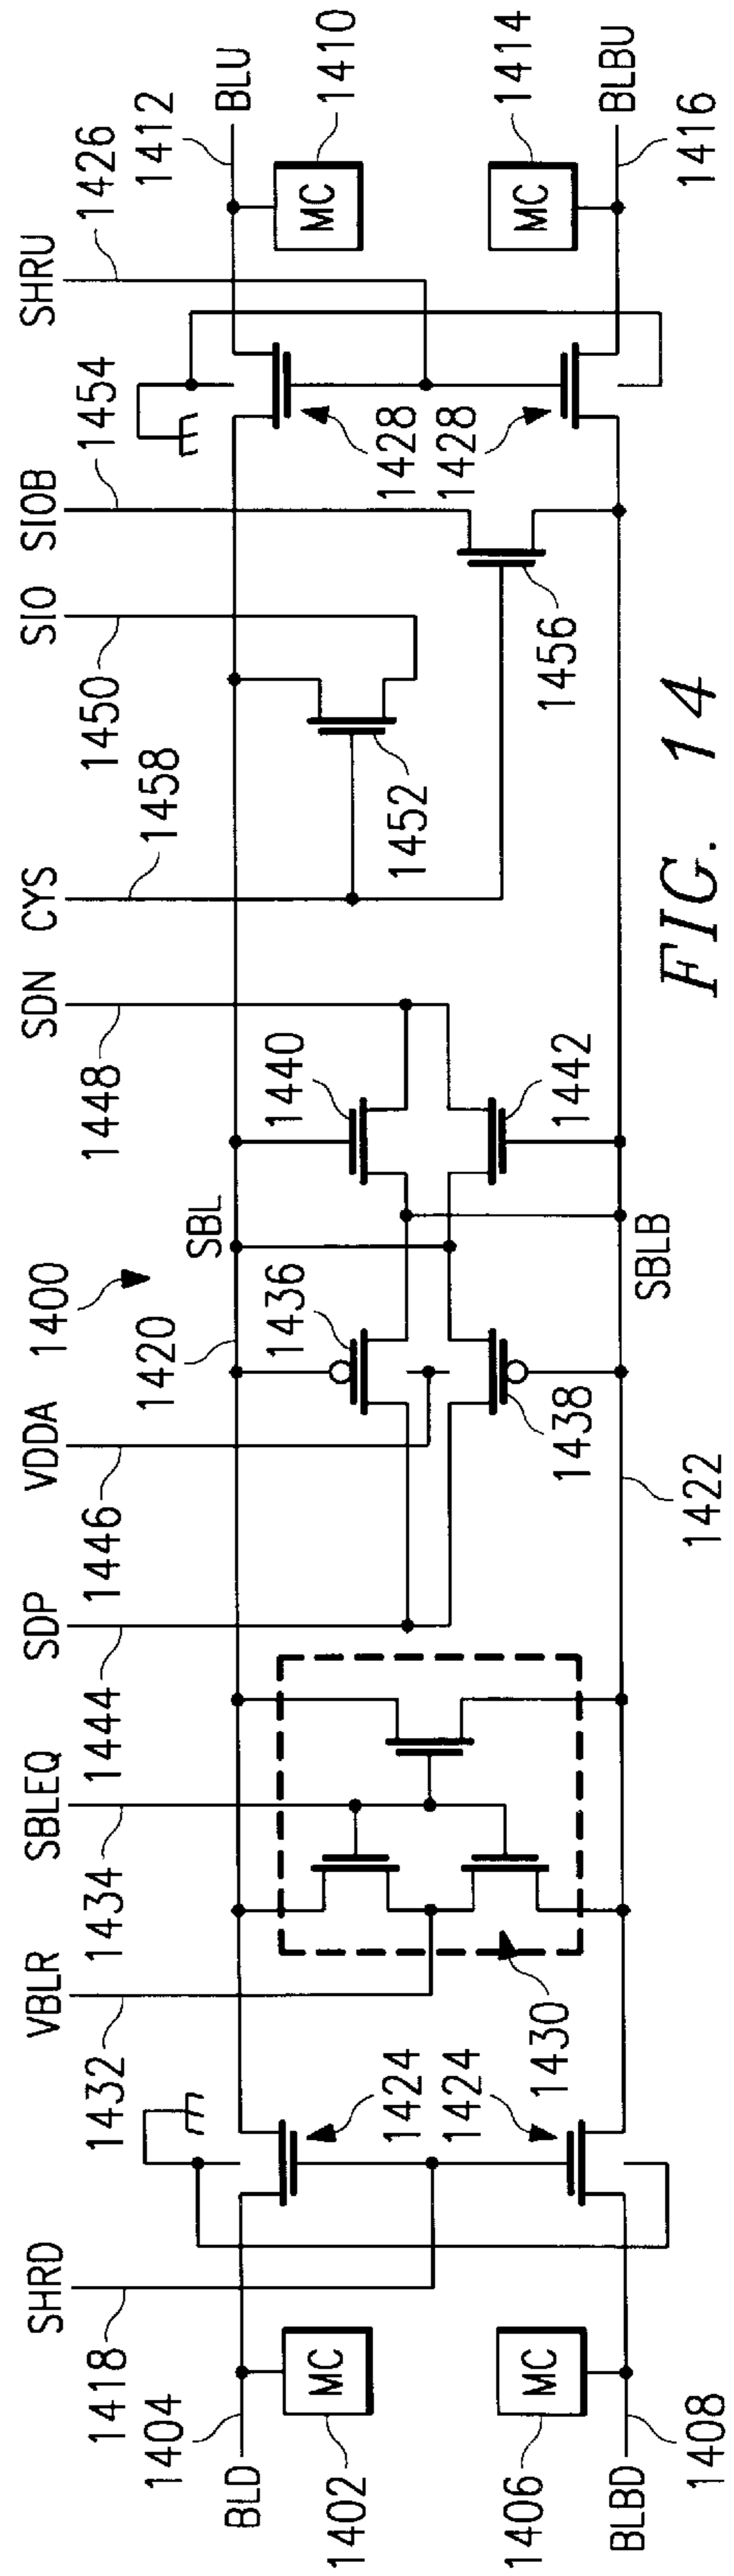 SHRD
1418
VBLR
1432
SBLEQ
1434
SDP
1444
VDDA
1446
1400
SDN
1448
CYS
1458
SIO
1450
SIOB
1454
SHRU
1426
1412
BLU
BLD
1404
1420
SBL
MC
1402
1424
1424
1430
1436
1438
1440
1442
1452
1456
1428
1428
MC
1410
MC
1406
MC
1414
BLBD
1408
1422
SBLB
BLBU
1416
FIG. 14